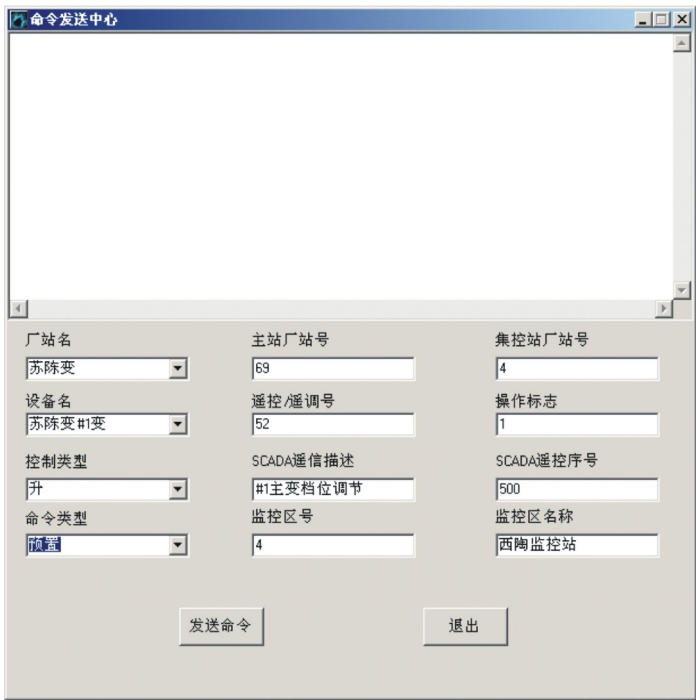 命令发送中心
厂站名 主站厂站号 集控站厂站号
苏陈变 69 4
设备名 遥控/遥调号 操作标志
苏陈变#1变 52 1
控制类型 SCADA遥信描述 SCADA遥控序号
升 #1主变档位调节 500
命令类型 监控区号 监控区名称
预置 4 西陶监控站
发送命令 退出